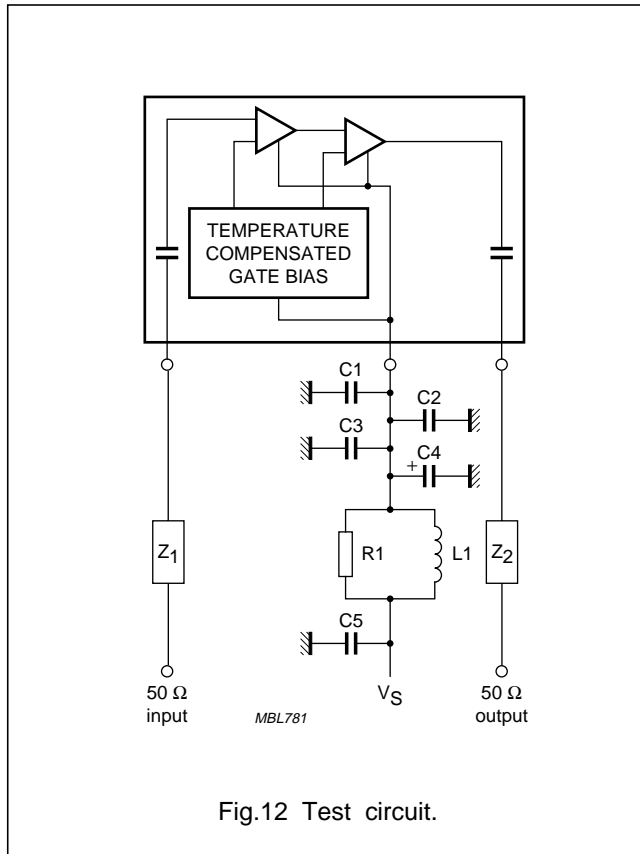 TEMPERATURE
COMPENSATED
GATE BIAS
C1
C2
C3
+ C4
Z1
R1
L1
Z2
C5
50 Ω
input
MBL781
VS
50 Ω
output
Fig.12 Test circuit.